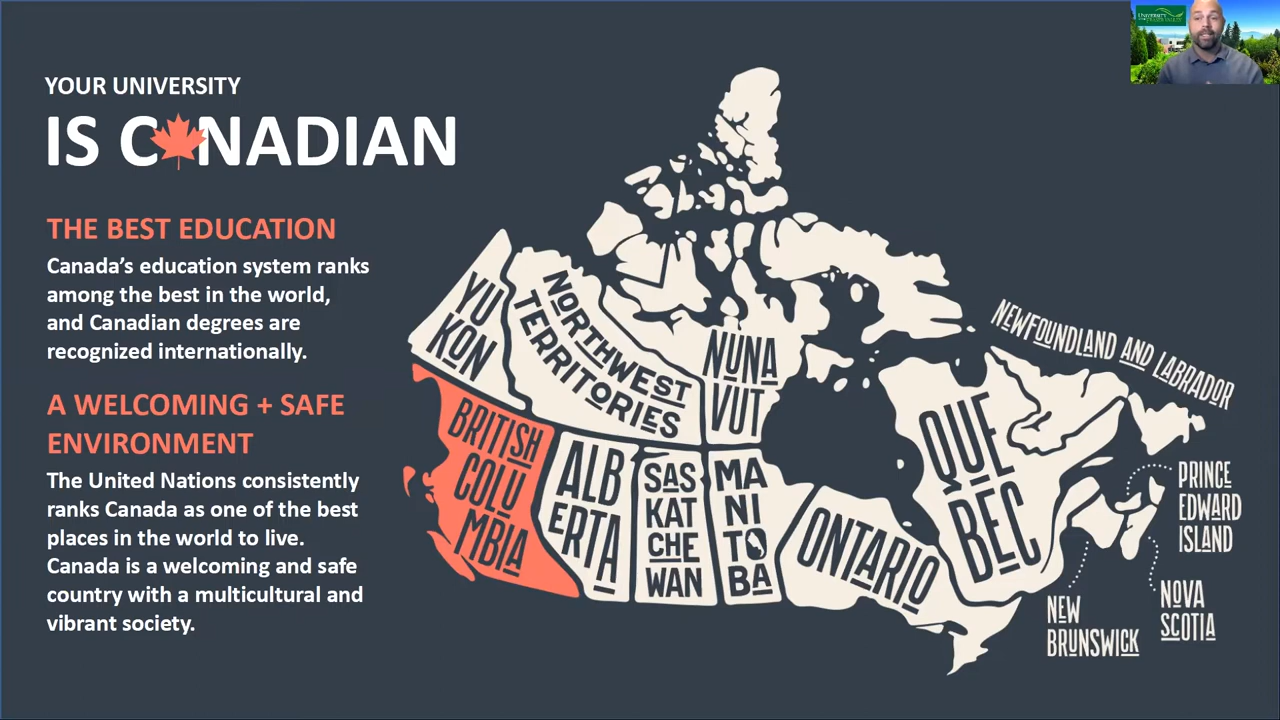 YOUR UNIVERSITY
IS CANADIAN
THE BEST EDUCATION
Canada's education system ranks
among the best in the world,
and Canadian degrees are
recognized internationally.
A WELCOMING + SAFE
ENVIRONMENT
The United Nations consistently
ranks Canada as one of the best
places in the world to live.
Canada is a welcoming and safe
country with a multicultural and
vibrant society.
YU
KON
NORTHWEST
TERRITORIES
NUNA
VUT
BRITISH
COLU
MBIA
ALB
ERTA
SAS
KAT
CHE
WAN
MA
NI
TO
BA
ONTARIO
QUE
BEC
NEWFOUNDLAND AND LABRADOR
PRINCE
EDWARD
ISLAND
NOVA
SCOTIA
NEW
BRUNSWICK
UNIVERSITY